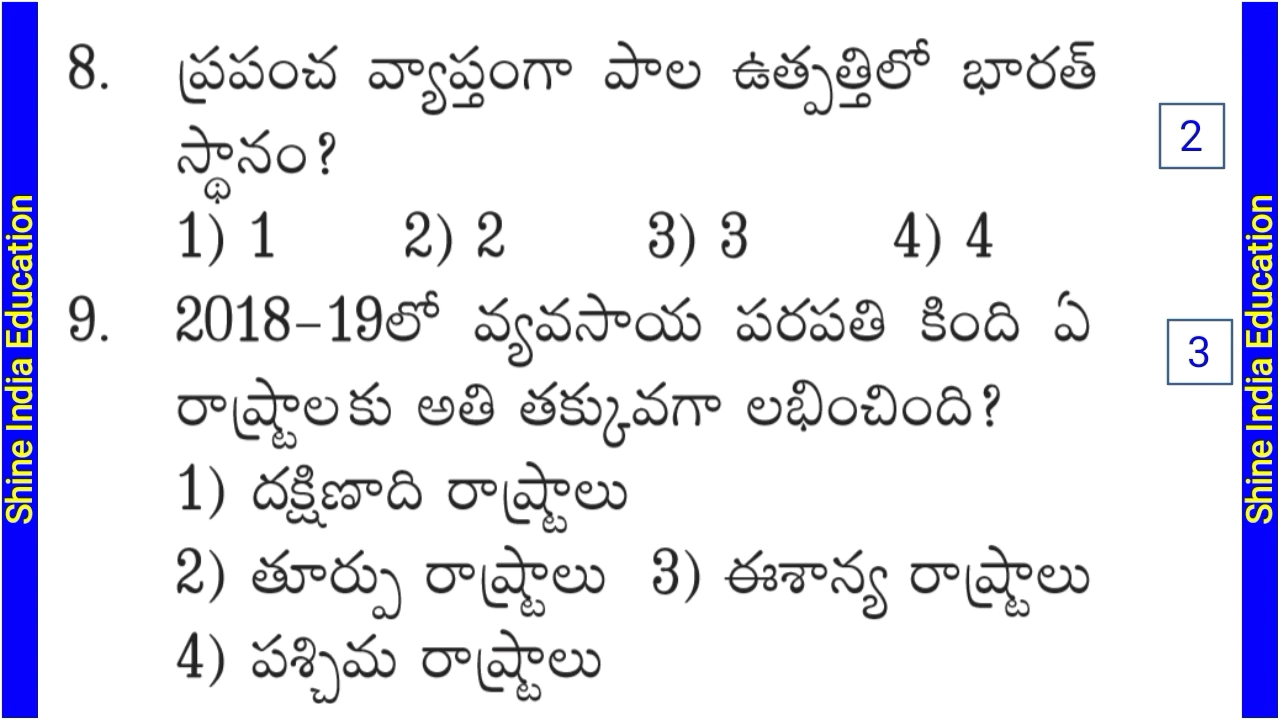 Shine India Education
8. ప్రపంచ వ్యాప్తంగా పాల ఉత్పత్తిలో భారత్
స్థానం?
2
1) 1 2) 2 3) 3 4) 4
9. 2018-19లో వ్యవసాయ పరపతి కింది ఏ
రాష్ట్రాలకు అతి తక్కువగా లభించింది?
3
1) దక్షిణాది రాష్ట్రాలు
2) తూర్పు రాష్ట్రాలు 3) ఈశాన్య రాష్ట్రాలు
4) పశ్చిమ రాష్ట్రాలు
Shine India Education